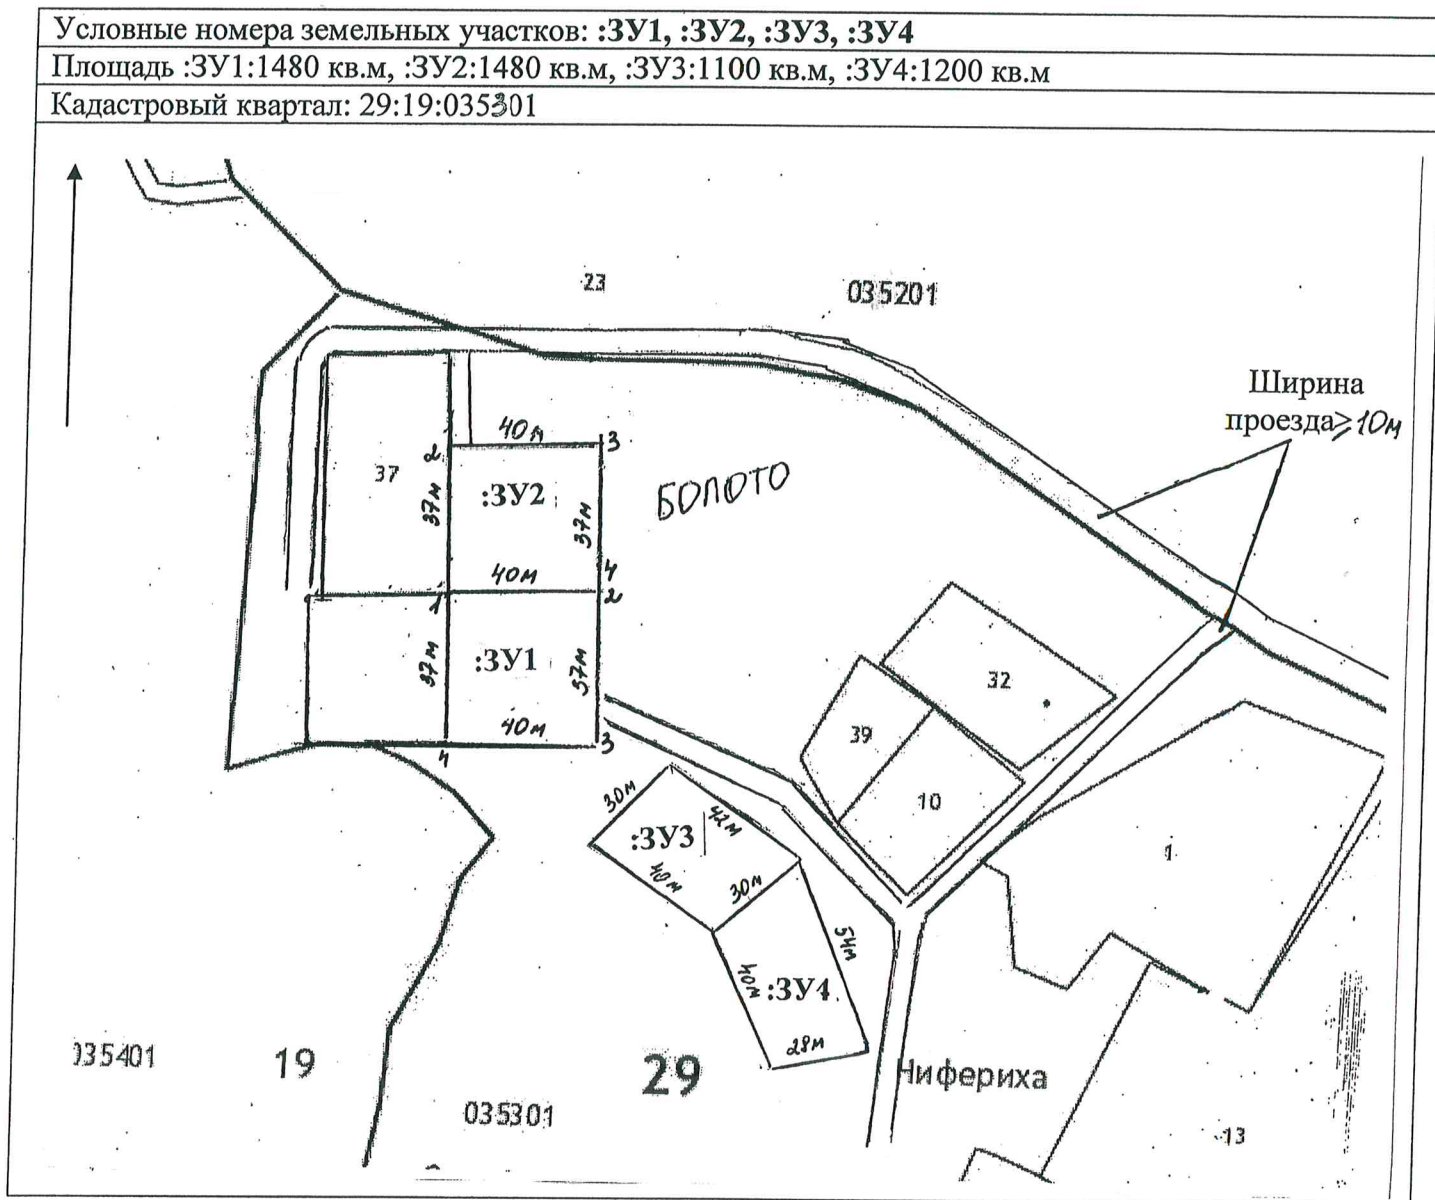 Условные номера земельных участков: :ЗУ1, :ЗУ2, :ЗУ3, :ЗУ4
Площадь :ЗУ1:1480 кв.м, :ЗУ2:1480 кв.м, :ЗУ3:1100 кв.м, :ЗУ4:1200 кв.м
Кадастровый квартал: 29:19:035301
23
035201
Ширина
проезда≥10м
40м
3
2
37
:ЗУ2
37м
37м
БОЛОТО
40м
4
1
2
:ЗУ1
37м
37м
40м
4
3
32
39
10
1
30м
42м
:ЗУ3
40м
30м
54м
40м
:ЗУ4
28м
035401
19
29
035301
Нифериха
13